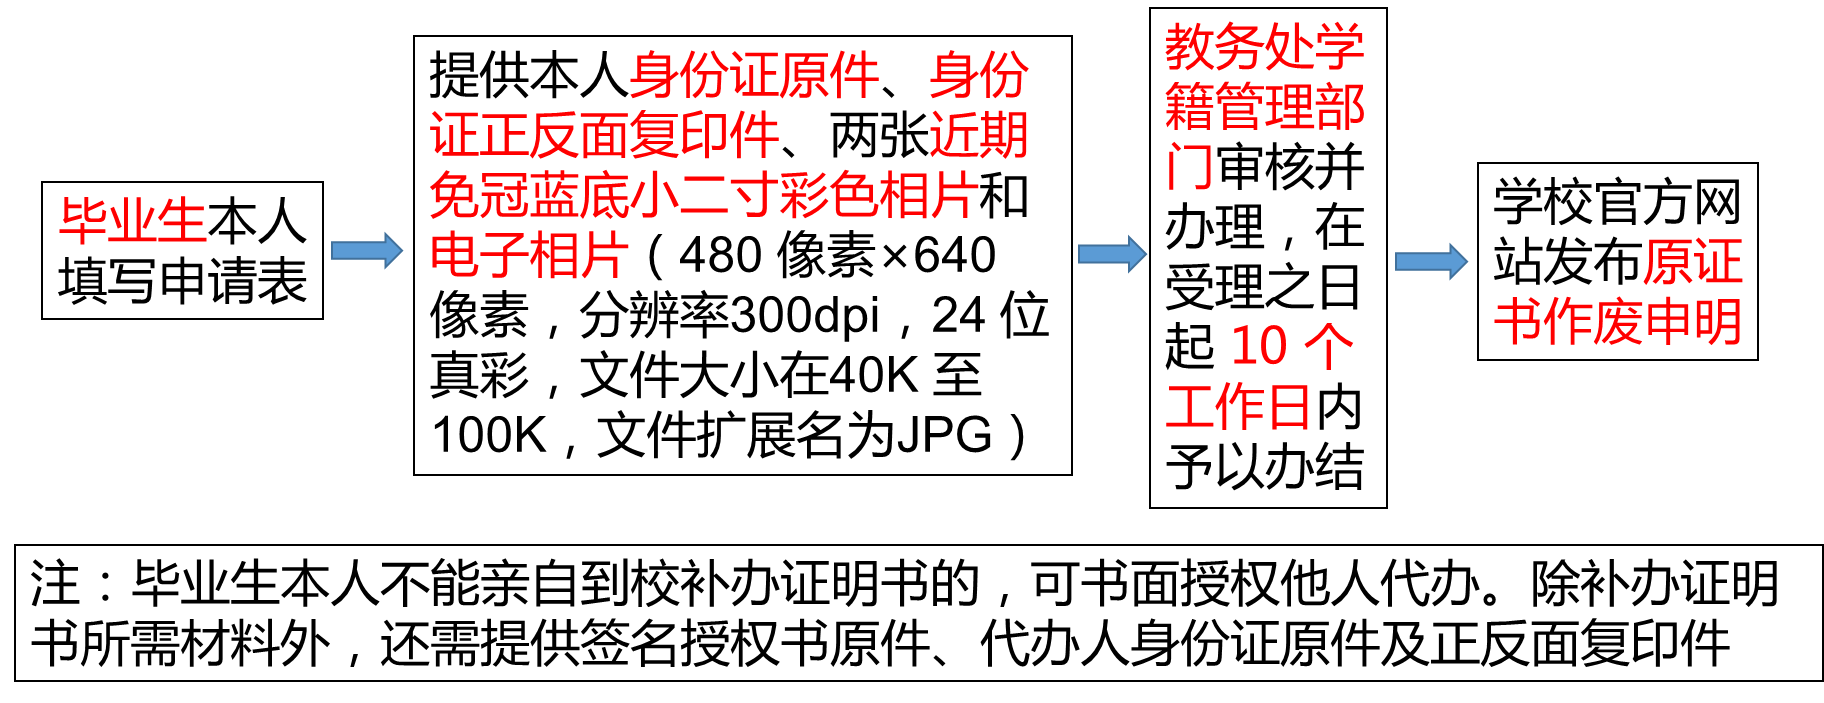 毕业生本人
填写申请表
提供本人身份证原件、身份
证正反面复印件、两张近期
免冠蓝底小二寸彩色相片和
电子相片（480 像素×640
像素，分辨率300dpi，24 位
真彩，文件大小在40K 至
100K，文件扩展名为JPG）
教务处学
籍管理部
门审核并
办理，在
受理之日
起 10 个
工作日内
予以办结
学校官方网
站发布原证
书作废申明
注：毕业生本人不能亲自到校补办证明书的，可书面授权他人代办。除补办证明
书所需材料外，还需提供签名授权书原件、代办人身份证原件及正反面复印件